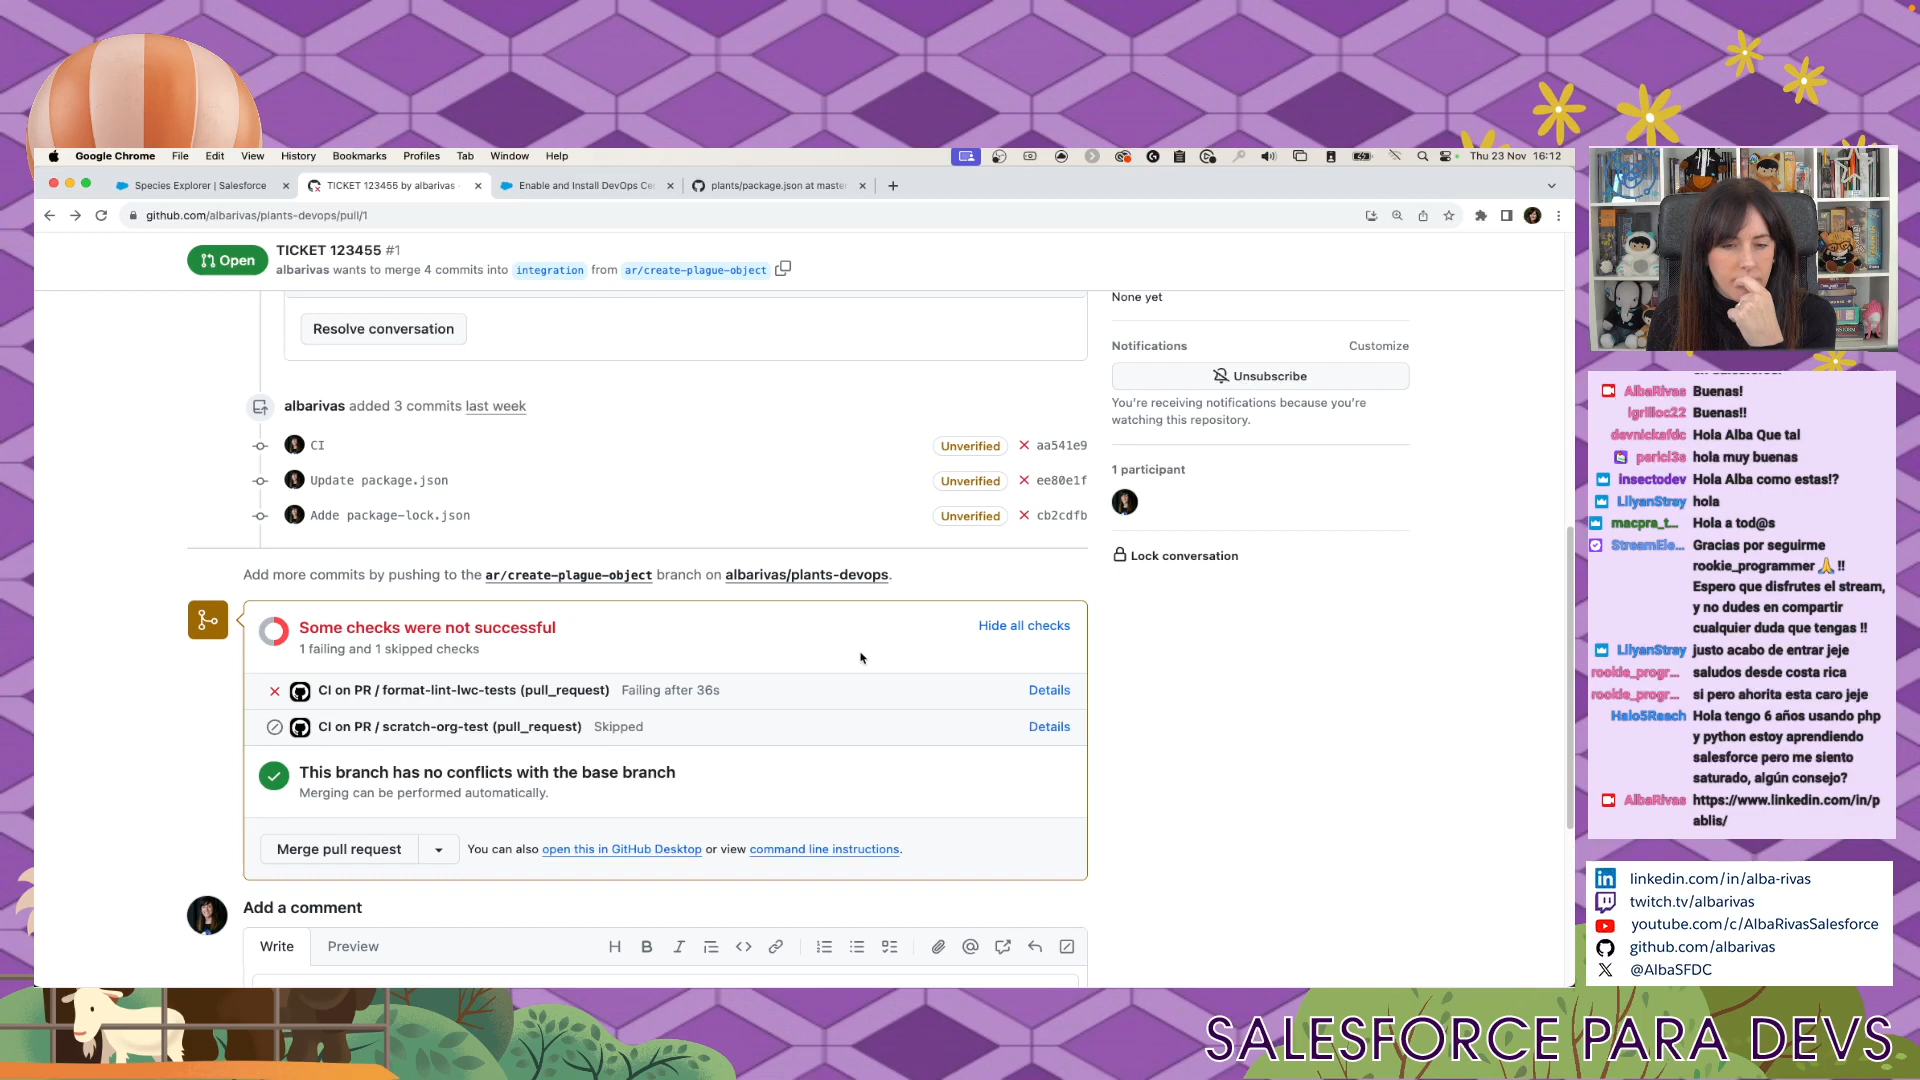 Google Chrome File Edit View History Bookmarks Profiles Tab Window Help
Thu 23 Nov 16:12
Species Explorer | Salesforce
TICKET 123455 by albarivas
Enable and Install DevOps Ce
plants/package.json at maste
github.com/albarivas/plants-devops/pull/1
Open
TICKET 123455 #1
albarivas wants to merge 4 commits into integration from ar/create-plague-object
Resolve conversation
albarivas added 3 commits last week
CI Unverified aa541e9
Update package.json Unverified ee80e1f
Adde package-lock.json Unverified cb2cdfb
Add more commits by pushing to the ar/create-plague-object branch on albarivas/plants-devops.
Some checks were not successful
Hide all checks
1 failing and 1 skipped checks
CI on PR / format-lint-lwc-tests (pull_request) Failing after 36s Details
CI on PR / scratch-org-test (pull_request) Skipped Details
This branch has no conflicts with the base branch
Merging can be performed automatically.
Merge pull request
You can also open this in GitHub Desktop or view command line instructions.
Add a comment
Write Preview
None yet
Notifications Customize
Unsubscribe
You're receiving notifications because you're
watching this repository.
1 participant
Lock conversation
AlbaRivas Buenas!
igrilloc22 Buenas!!
devnickafdc Hola Alba Que tal
parici3s hola muy buenas
insectodev Hola Alba como estas!?
LilyanStray hola
macpra_t... Hola a tod@s
StreamEle... Gracias por seguirme
rookie_programmer 🙏 !!
Espero que disfrutes el stream,
y no dudes en compartir
cualquier duda que tengas !!
LilyanStray justo acabo de entrar jeje
rookie_progr... saludos desde costa rica
rookie_progr... si pero ahorita esta caro jeje
Halo5Reach Hola tengo 6 años usando php
y python estoy aprendiendo
salesforce pero me siento
saturado, algún consejo?
AlbaRivas https://www.linkedin.com/in/p
ablis/
linkedin.com/in/alba-rivas
twitch.tv/albarivas
youtube.com/c/AlbaRivasSalesforce
github.com/albarivas
@AlbaSFDC
SALESFORCE PARA DEVS